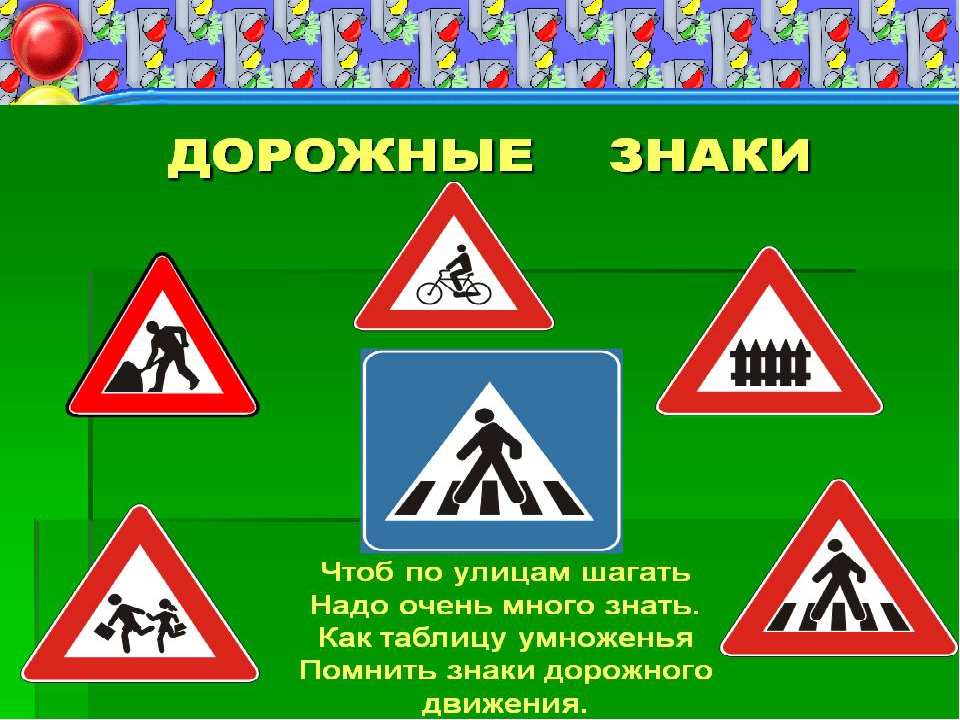 ДОРОЖНЫЕ ЗНАКИ
Чтоб по улицам шагать
Надо очень много знать.
Как таблицу умноженья
Помнить знаки дорожного
движения.